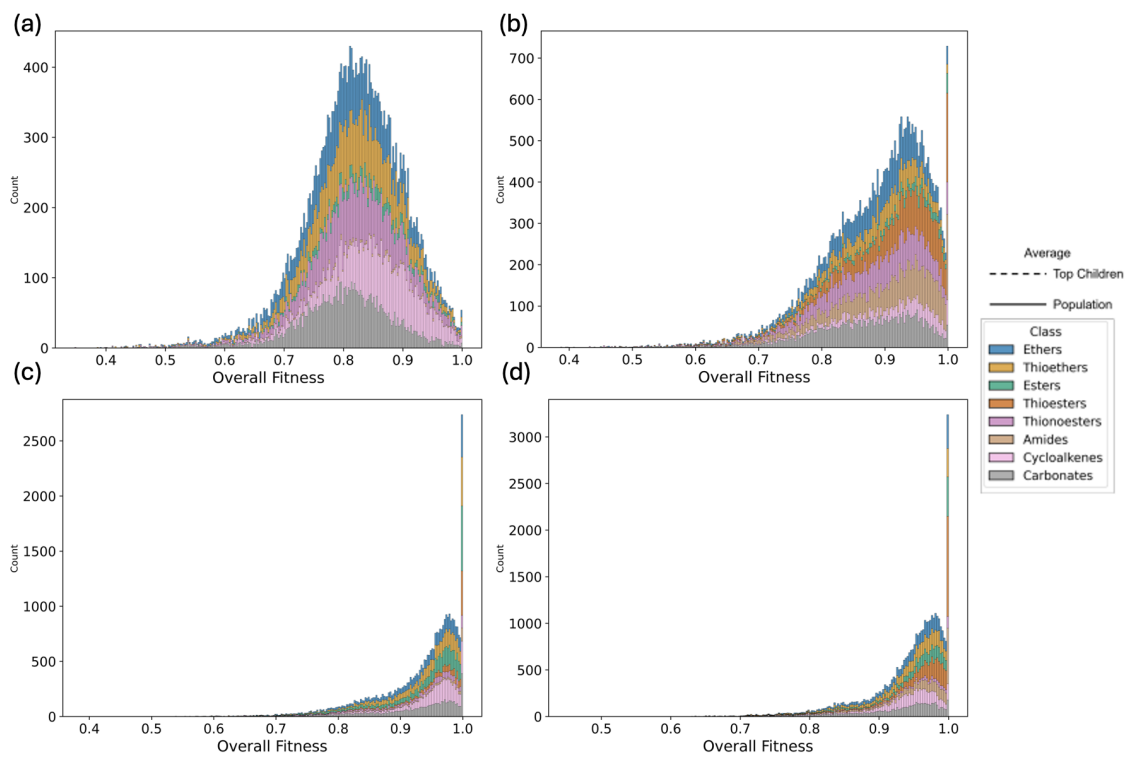 (a)
400
300
200
100
0
Count
0.4 0.5 0.6 0.7 0.8 0.9 1.0
Overall Fitness
(b)
700
600
500
400
300
200
100
0
Count
0.4 0.5 0.6 0.7 0.8 0.9 1.0
Overall Fitness
Average
Top Children
Population
Class
Ethers
Thioethers
Esters
Thioesters
Thionoesters
Amides
Cycloalkenes
Carbonates
(c)
2500
2000
1500
1000
500
0
Count
0.4 0.5 0.6 0.7 0.8 0.9 1.0
Overall Fitness
(d)
3000
2500
2000
1500
1000
500
0
Count
0.5 0.6 0.7 0.8 0.9 1.0
Overall Fitness